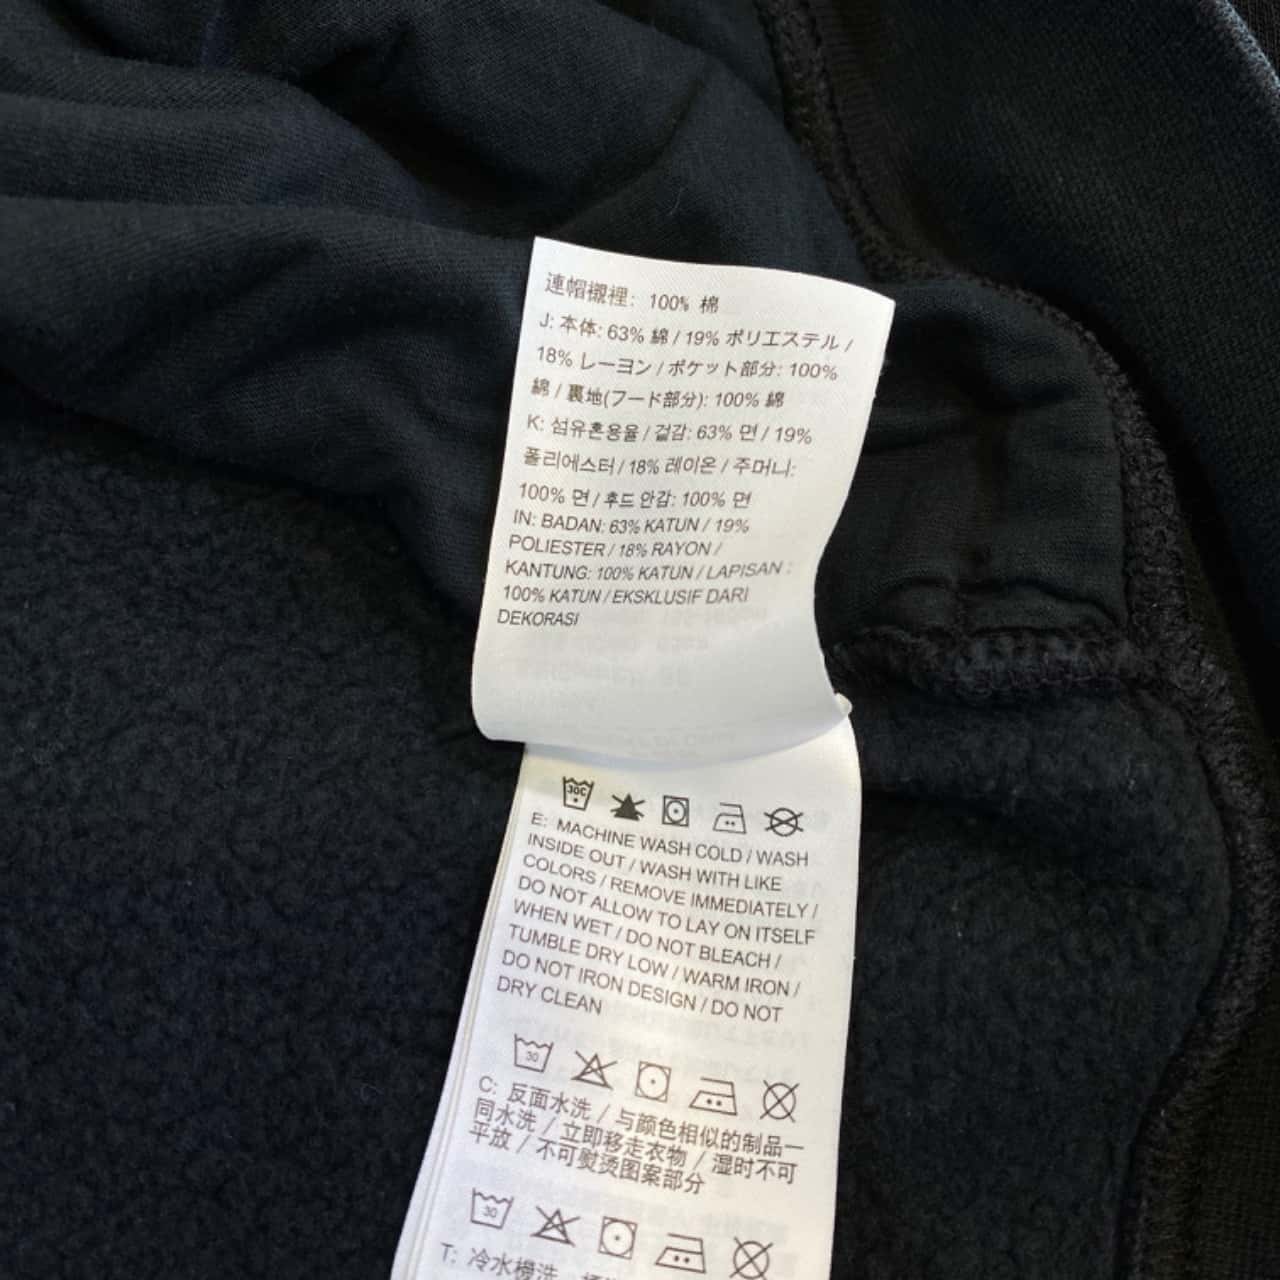 連帽襯裡: 100% 棉
J: 本体: 63% 綿 / 19% ポリエステル /
18% レーヨン / ポケット部分: 100%
綿 / 裏地(フード部分): 100% 綿
K: 섬유혼용율 / 겉감: 63% 면 / 19%
폴리에스터 / 18% 레이온 / 주머니:
100% 면 / 후드 안감: 100% 면
IN: BADAN: 63% KATUN / 19%
POLIESTER / 18% RAYON /
KANTUNG: 100% KATUN / LAPISAN :
100% KATUN / EKSKLUSIF DARI
DEKORASI
30C
E: MACHINE WASH COLD / WASH
INSIDE OUT / WASH WITH LIKE
COLORS / REMOVE IMMEDIATELY /
DO NOT ALLOW TO LAY ON ITSELF
WHEN WET / DO NOT BLEACH /
TUMBLE DRY LOW / WARM IRON /
DO NOT IRON DESIGN / DO NOT
DRY CLEAN
30
C: 反面水洗 / 与颜色相似的制品一
同水洗 / 立即移走衣物 / 湿时不可
平放 / 不可熨烫图案部分
30
T: 冷水機洗